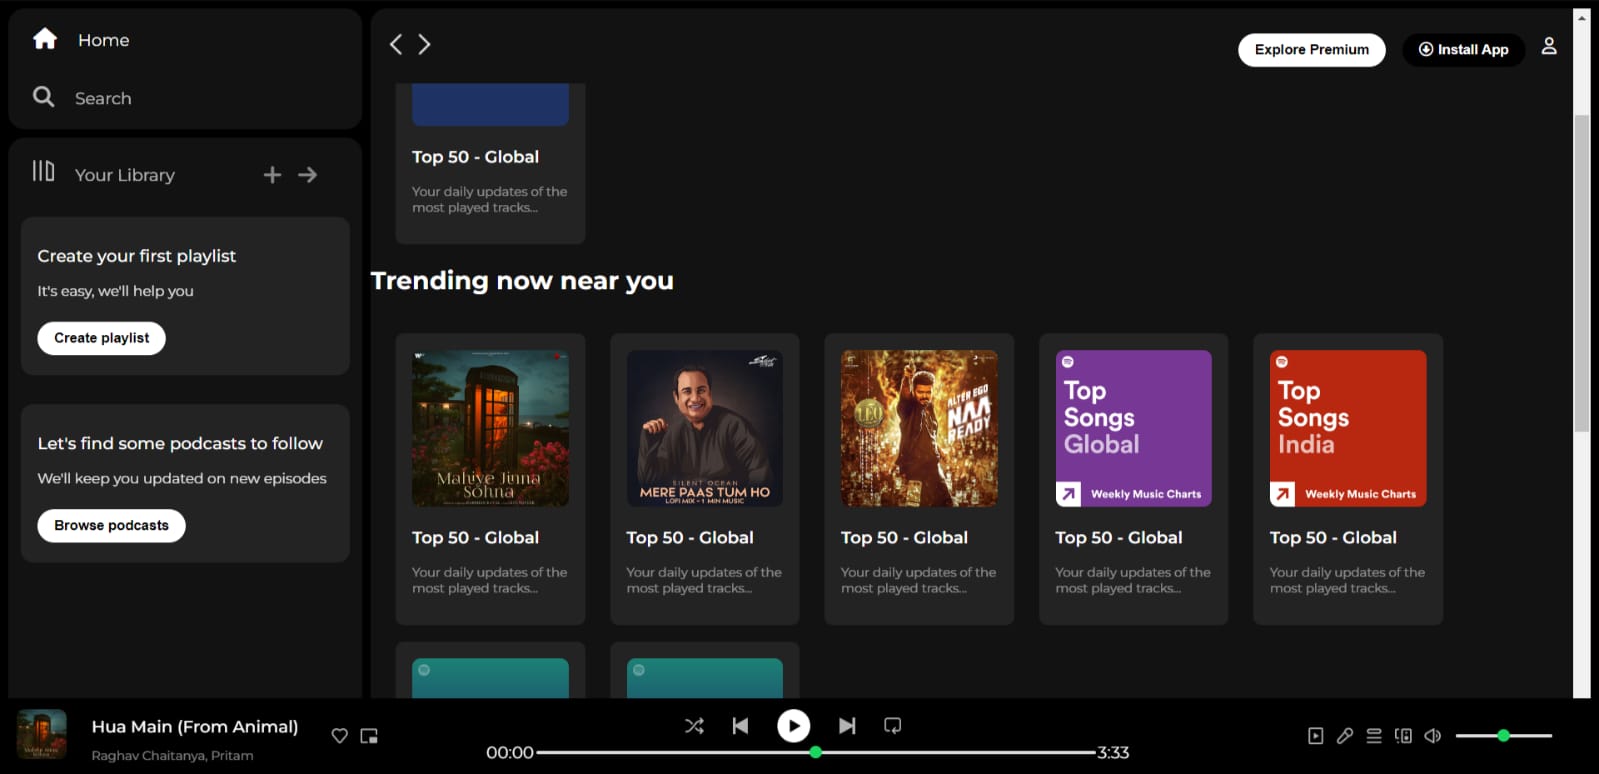 Home
Search
Your Library
Create your first playlist
It's easy, we'll help you
Create playlist
Let's find some podcasts to follow
We'll keep you updated on new episodes
Browse podcasts
Explore Premium
Install App
Top 50 - Global
Your daily updates of the
most played tracks...
Trending now near you
Mahiye Jinna
Sohna
Top 50 - Global
Your daily updates of the
most played tracks...
SILENT OCEAN
MERE PAAS TUM HO
LOFI MIX - 1 MIN MUSIC
Top 50 - Global
Your daily updates of the
most played tracks...
LEO
ALTER EGO
NAA
READY
Top 50 - Global
Your daily updates of the
most played tracks...
Top
Songs
Global
Weekly Music Charts
Top 50 - Global
Your daily updates of the
most played tracks...
Top
Songs
India
Weekly Music Charts
Top 50 - Global
Your daily updates of the
most played tracks...
Hua Main (From Animal)
Raghav Chaitanya, Pritam
00:00
3:33